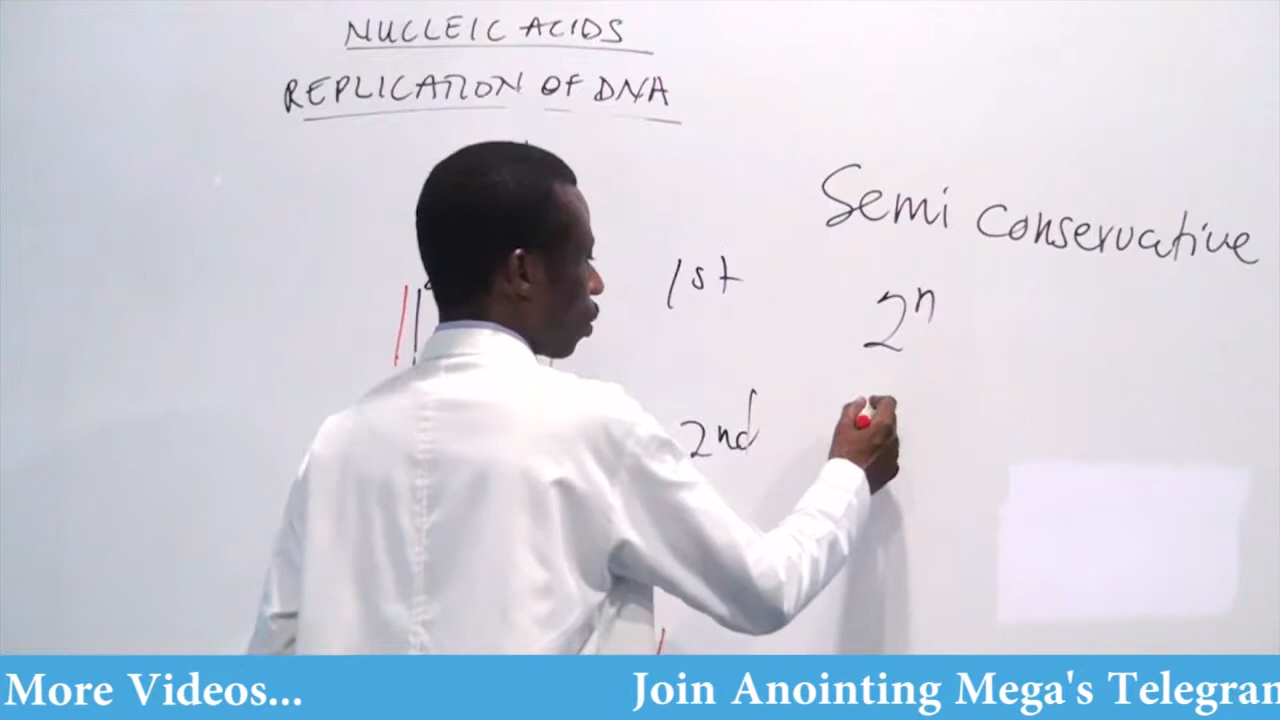 NUCLEIC ACIDS
REPLICATION OF DNA
Semi conservative
1st
2ⁿ
2nd
More Videos...
Join Anointing Mega's Telegram